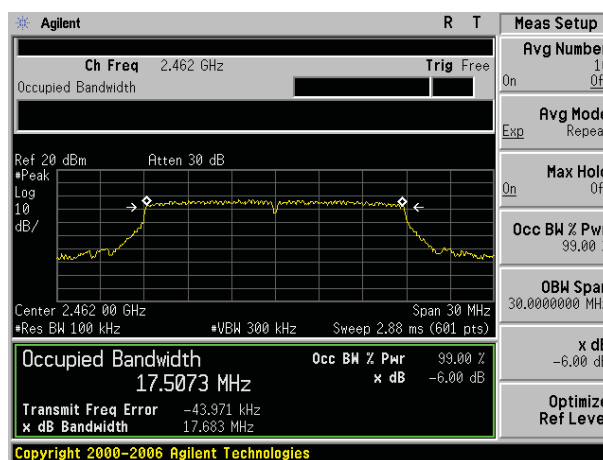 Agilent R T Meas Setup
Ch Freq 2.462 GHz Trig Free
Occupied Bandwidth
Avg Number
On
Avg Mode
Exp Repea
Max Hold
On
Occ BW % Pwr
99.00
OBW Span
30.0000000 MH
x dB
-6.00 dB
Optimize
Ref Level
Ref 20 dBm Atten 30 dB
#Peak
Log
10
dB/
Center 2.462 00 GHz Span 30 MHz
#Res BW 100 kHz #VBW 300 kHz Sweep 2.88 ms (601 pts)
Occupied Bandwidth Occ BW % Pwr 99.00 %
17.5073 MHz x dB -6.00 dB
Transmit Freq Error -43.971 kHz
x dB Bandwidth 17.683 MHz
Copyright 2000-2006 Agilent Technologies